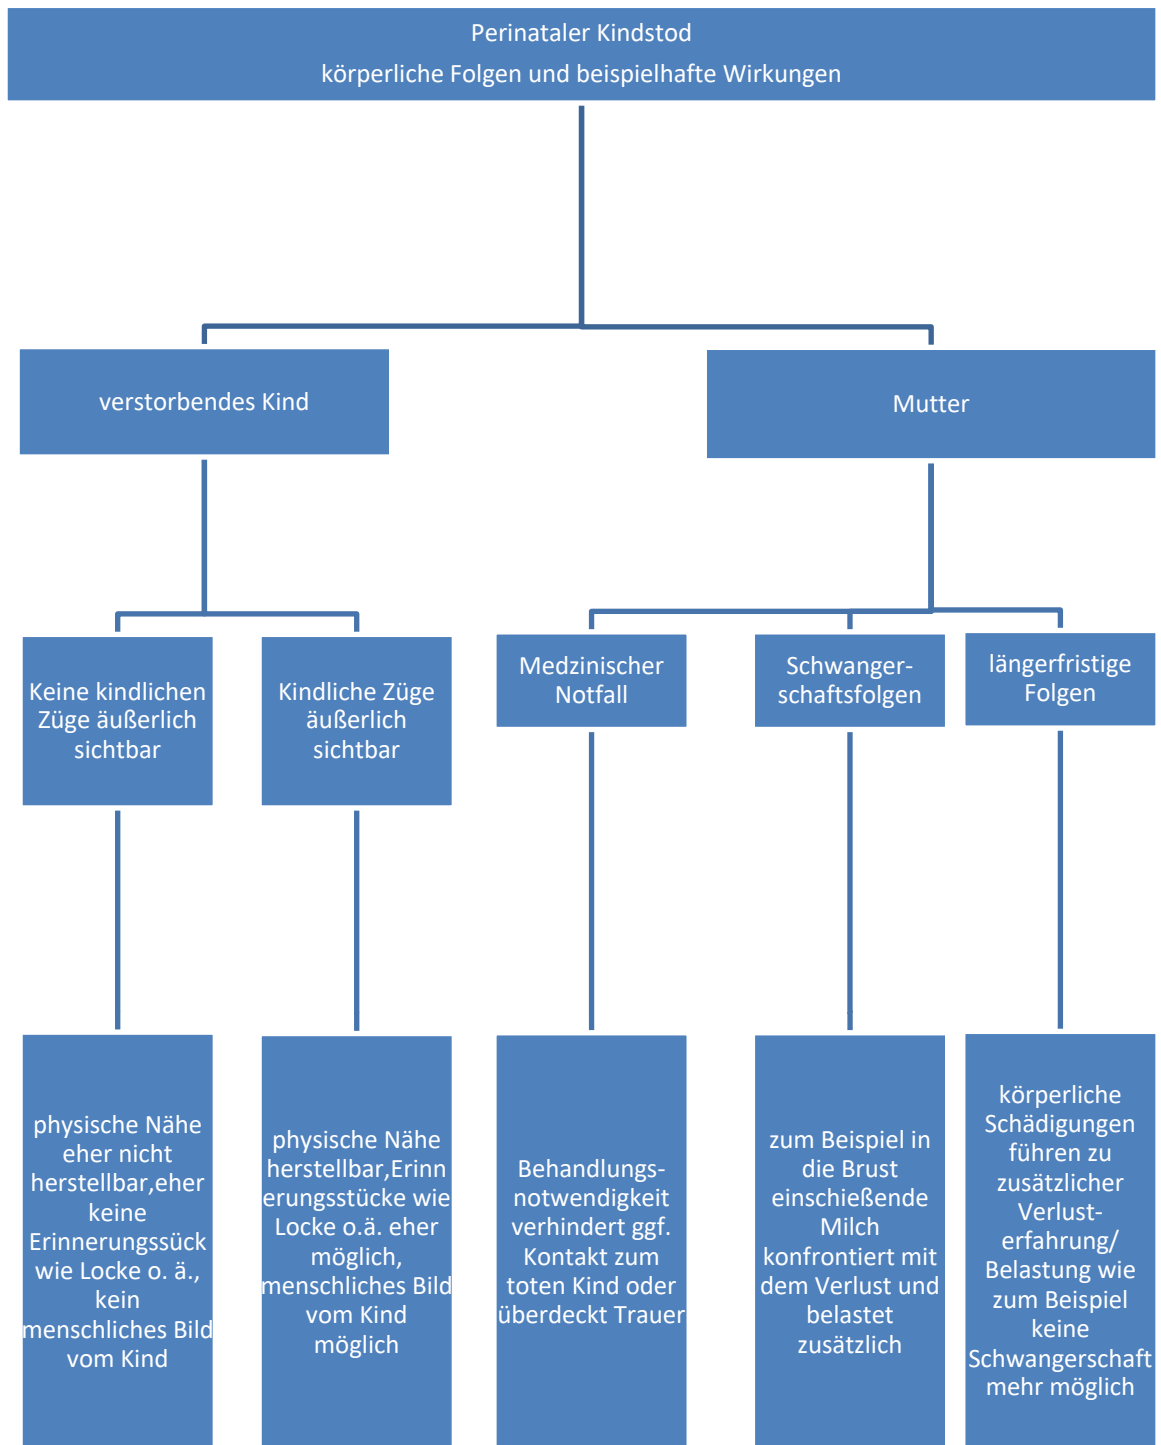 Perinataler Kindstod
körperliche Folgen und beispielhafte Wirkungen
verstorbendes Kind
Mutter
Keine kindlichen
Züge äußerlich
sichtbar
Kindliche Züge
äußerlich
sichtbar
Medzinischer
Notfall
Schwanger-
schaftsfolgen
längerfristige
Folgen
physische Nähe
eher nicht
herstellbar,eher
keine
Erinnerungssück
wie Locke o. ä.,
kein
menschliches Bild
vom Kind
physische Nähe
herstellbar,Erinn
erungsstücke wie
Locke o.ä. eher
möglich,
menschliches Bild
vom Kind
möglich
Behandlungs-
notwendigkeit
verhindert ggf.
Kontakt zum
toten Kind oder
überdeckt Trauer
zum Beispiel in
die Brust
einschießende
Milch
konfrontiert mit
dem Verlust und
belastet
zusätzlich
körperliche
Schädigungen
führen zu
zusätzlicher
Verlust-
erfahrung/
Belastung wie
zum Beispiel
keine
Schwangerschaft
mehr möglich